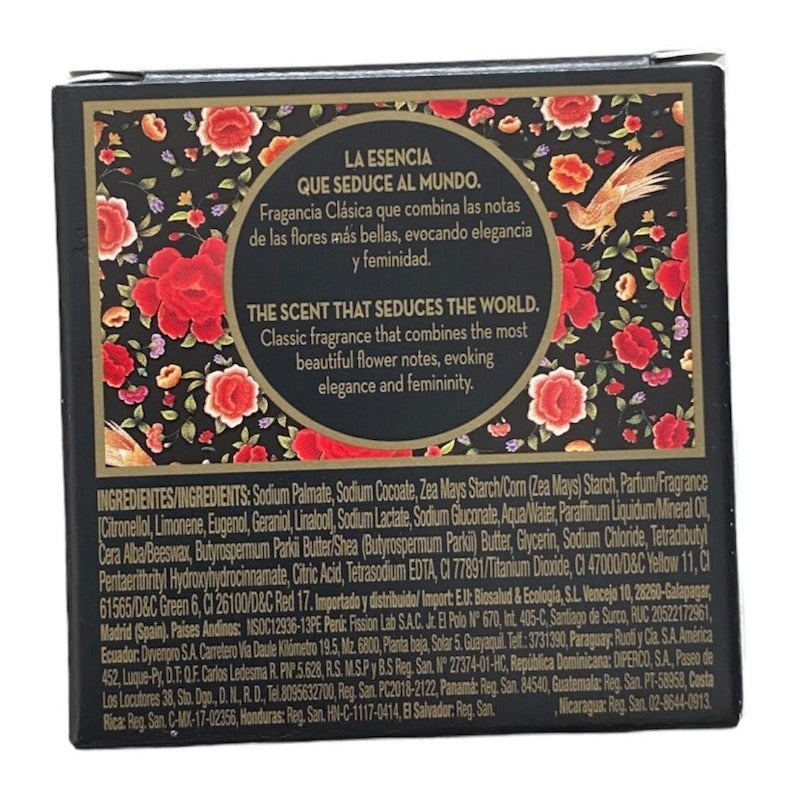 LA ESENCIA
QUE SEDUCE AL MUNDO.
Fragancia Clásica que combina las notas
de las flores más bellas, evocando elegancia
y feminidad.
THE SCENT THAT SEDUCES THE WORLD.
Classic fragrance that combines the most
beautiful flower notes, evoking
elegance and femininity.
INGREDIENTES/INGREDIENTS: Sodium Palmate, Sodium Cocoate, Zea Mays Starch/Corn (Zea Mays) Starch, Parfum/Fragrance
[Citronellol, Limonene, Eugenol, Geraniol, Linalool], Sodium Lactate, Sodium Gluconate, Aqua/Water, Paraffinum Liquidum/Mineral Oil,
Cera Alba/Beeswax, Butyrospermum Parkii Butter/Shea (Butyrospermum Parkii) Butter, Glycerin, Sodium Chloride, Tetradibutyl
Pentaerithrityl Hydroxyhydrocinnamate, Citric Acid, Tetrasodium EDTA, CI 77891/Titanium Dioxide, CI 47000/D&C Yellow 11, CI
61565/D&C Green 6, CI 26100/D&C Red 17. Importado y distribuido/ Import: E.U: Biosalud & Ecología, S.L. Vencejo 10, 28260-Galapagar,
Madrid (Spain). Países Andinos: NSOC12936-13PE Perú: Fission Lab S.A.C. Jr. El Polo N° 670, int. 405-C, Santiago de Surco, RUC 20522172961,
Ecuador: Dyvenpro S.A. Carretero Vía Daule Kilómetro 19.5, Mz. 6800, Planta baja, Solar 5. Guayaquil. Telf.: 3731390, Paraguay: Ruoti y Cia. S.A. América
452, Luque-Py, D.T: Q.F. Carlos Ledesma R. PN°.5.628, R.S. M.S.P y B.S Reg. San. N° 27374-01-HC. República Dominicana: DIPERCO, S.A., Paseo de
Los Locutores 38, Sto. Dgo., D. N., R. D., Tel.8095632700, Reg. San. PC2018-2122, Panamá: Reg. San. 84540, Guatemala: Reg. San. PT-58958, Costa
Rica: Reg. San. C-MX-17-02356, Honduras: Reg. San. HN-C-1117-0414, El Salvador: Reg. San. , Nicaragua: Reg. San. 02-8644-0913.